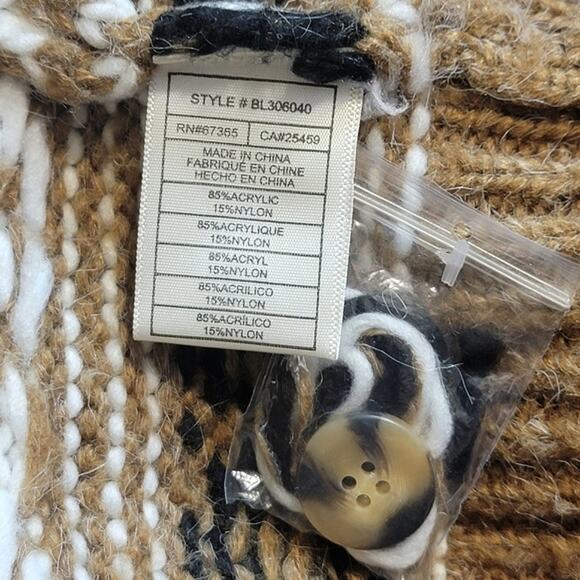 STYLE # BL306040
RN#67355 CA#25459
MADE IN CHINA
FABRIQUÉ EN CHINE
HECHO EN CHINA
85%ACRYLIC
15%NYLON
85%ACRYLIQUE
15%NYLON
85%ACRYL
15%NYLON
85%ACRILICO
15%NYLON
85%ACRÍLICO
15%NYLON